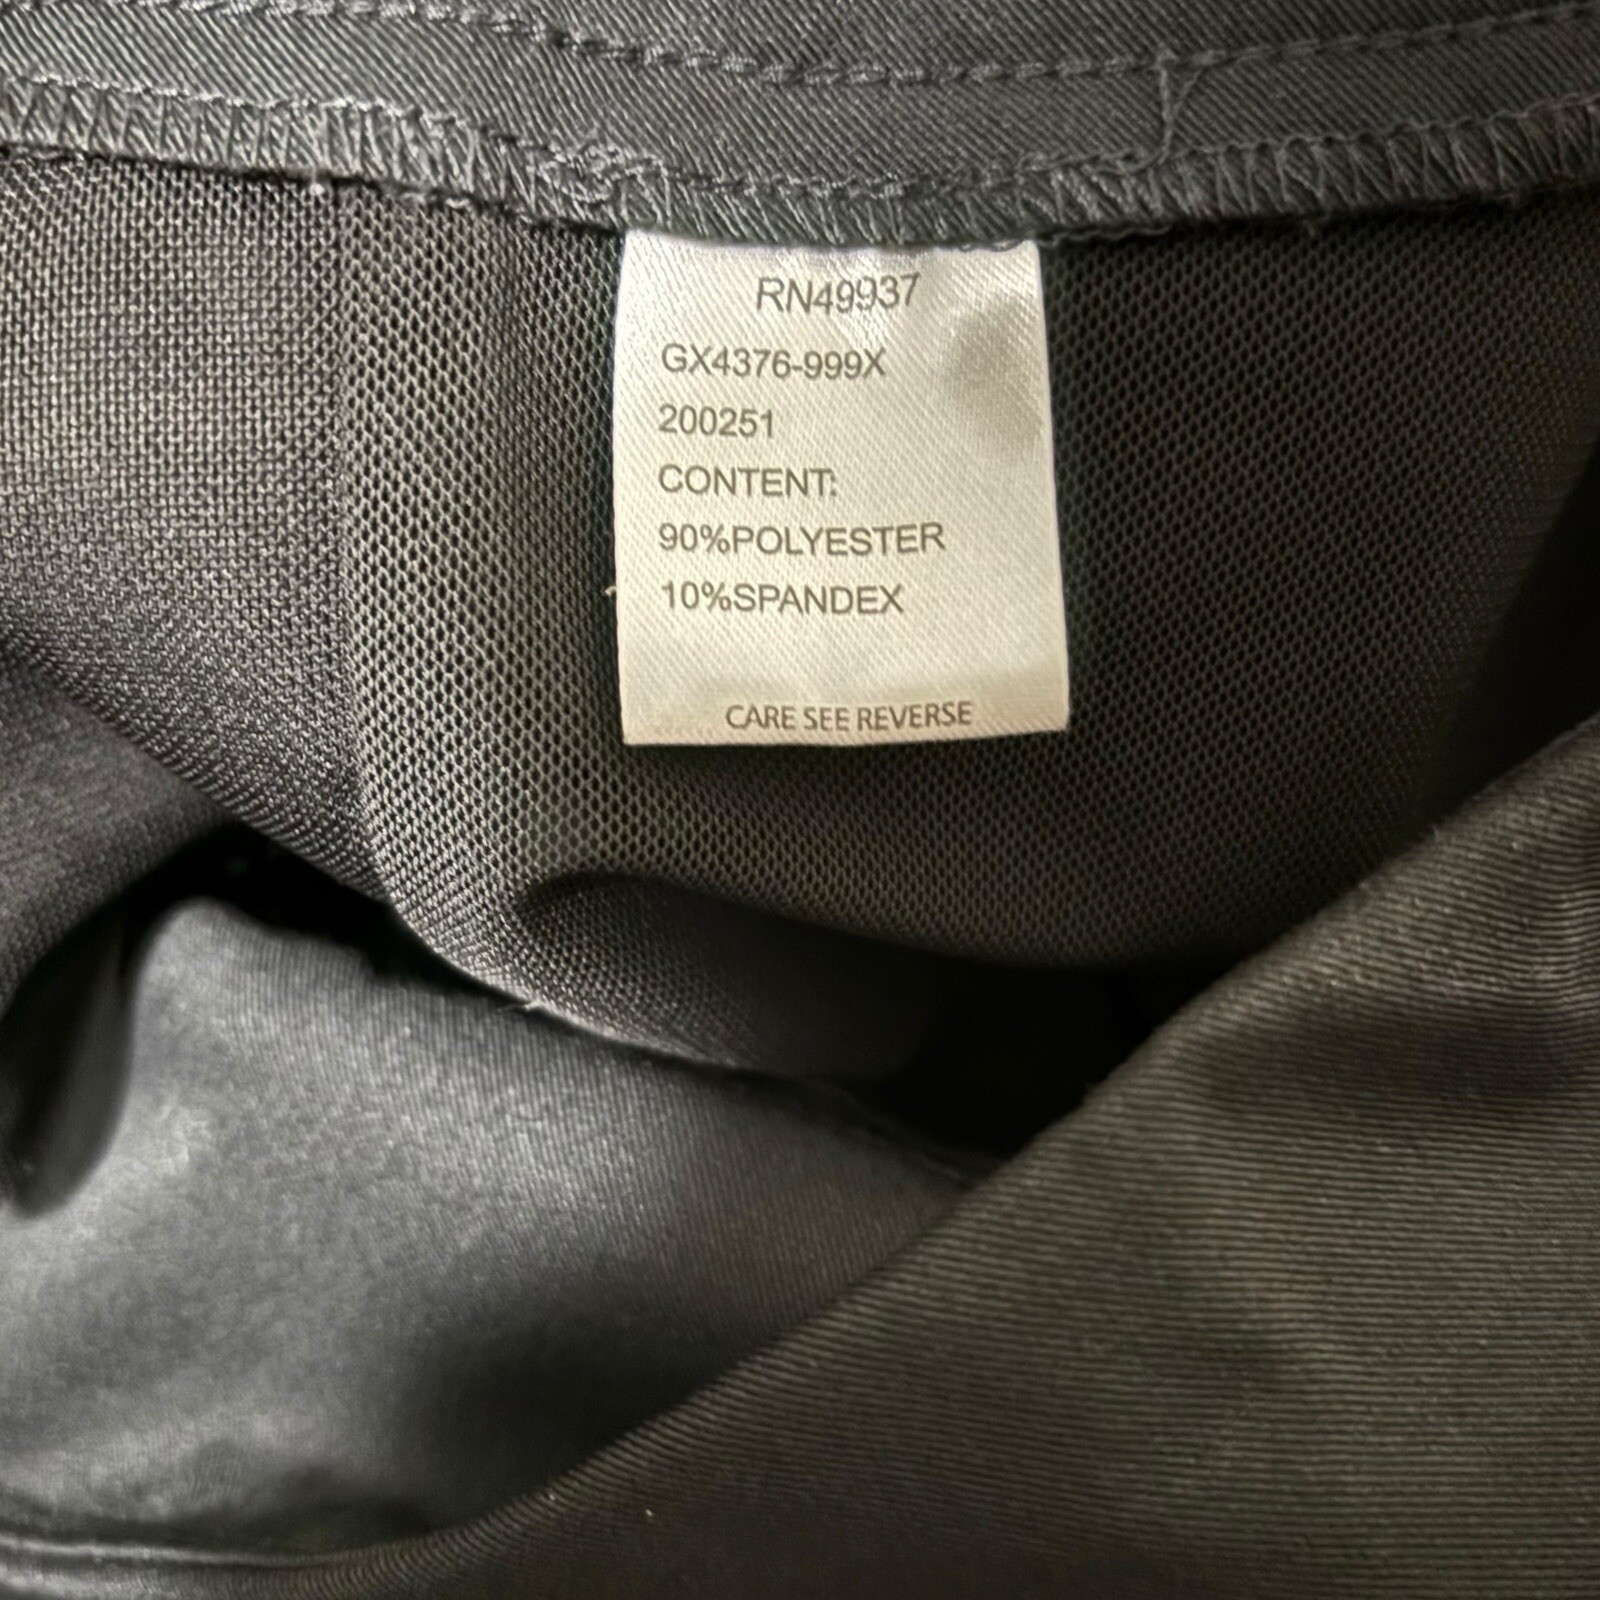 RN49937
GX4376-999X
200251
CONTENT:
90%POLYESTER
10%SPANDEX
CARE SEE REVERSE